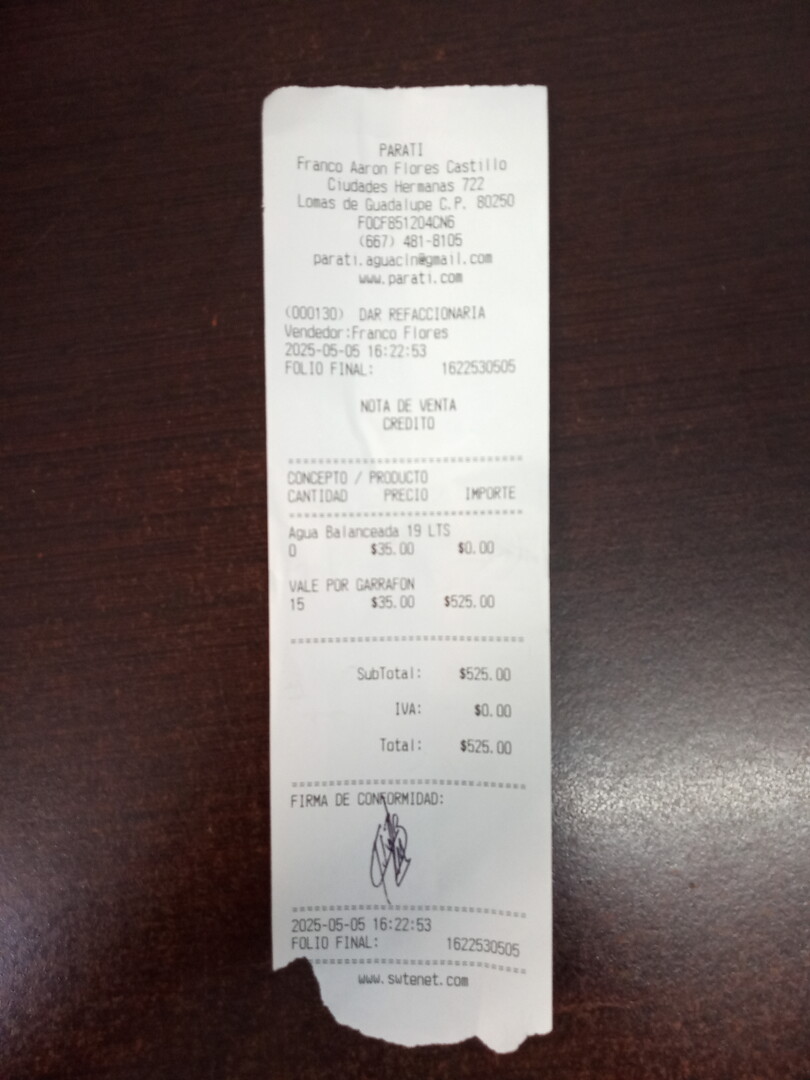 PARATI
Franco Aaron Flores Castillo
Ciudades Hermanas 722
Lomas de Guadalupe C.P. 80250
FOCF851204CN6
(667) 481-8105
parati.aguacln@gmail.com
www.parati.com
(000130) DAR REFACCIONARIA
Vendedor:Franco Flores
2025-05-05 16:22:53
FOLIO FINAL: 1622530505
NOTA DE VENTA
CREDITO
CONCEPTO / PRODUCTO
CANTIDAD PRECIO IMPORTE
Agua Balanceada 19 LTS
0 $35.00 $0.00
VALE POR GARRAFON
15 $35.00 $525.00
SubTotal: $525.00
IVA: $0.00
Total: $525.00
FIRMA DE CONFORMIDAD:
2025-05-05 16:22:53
FOLIO FINAL: 1622530505
www.swtenet.com